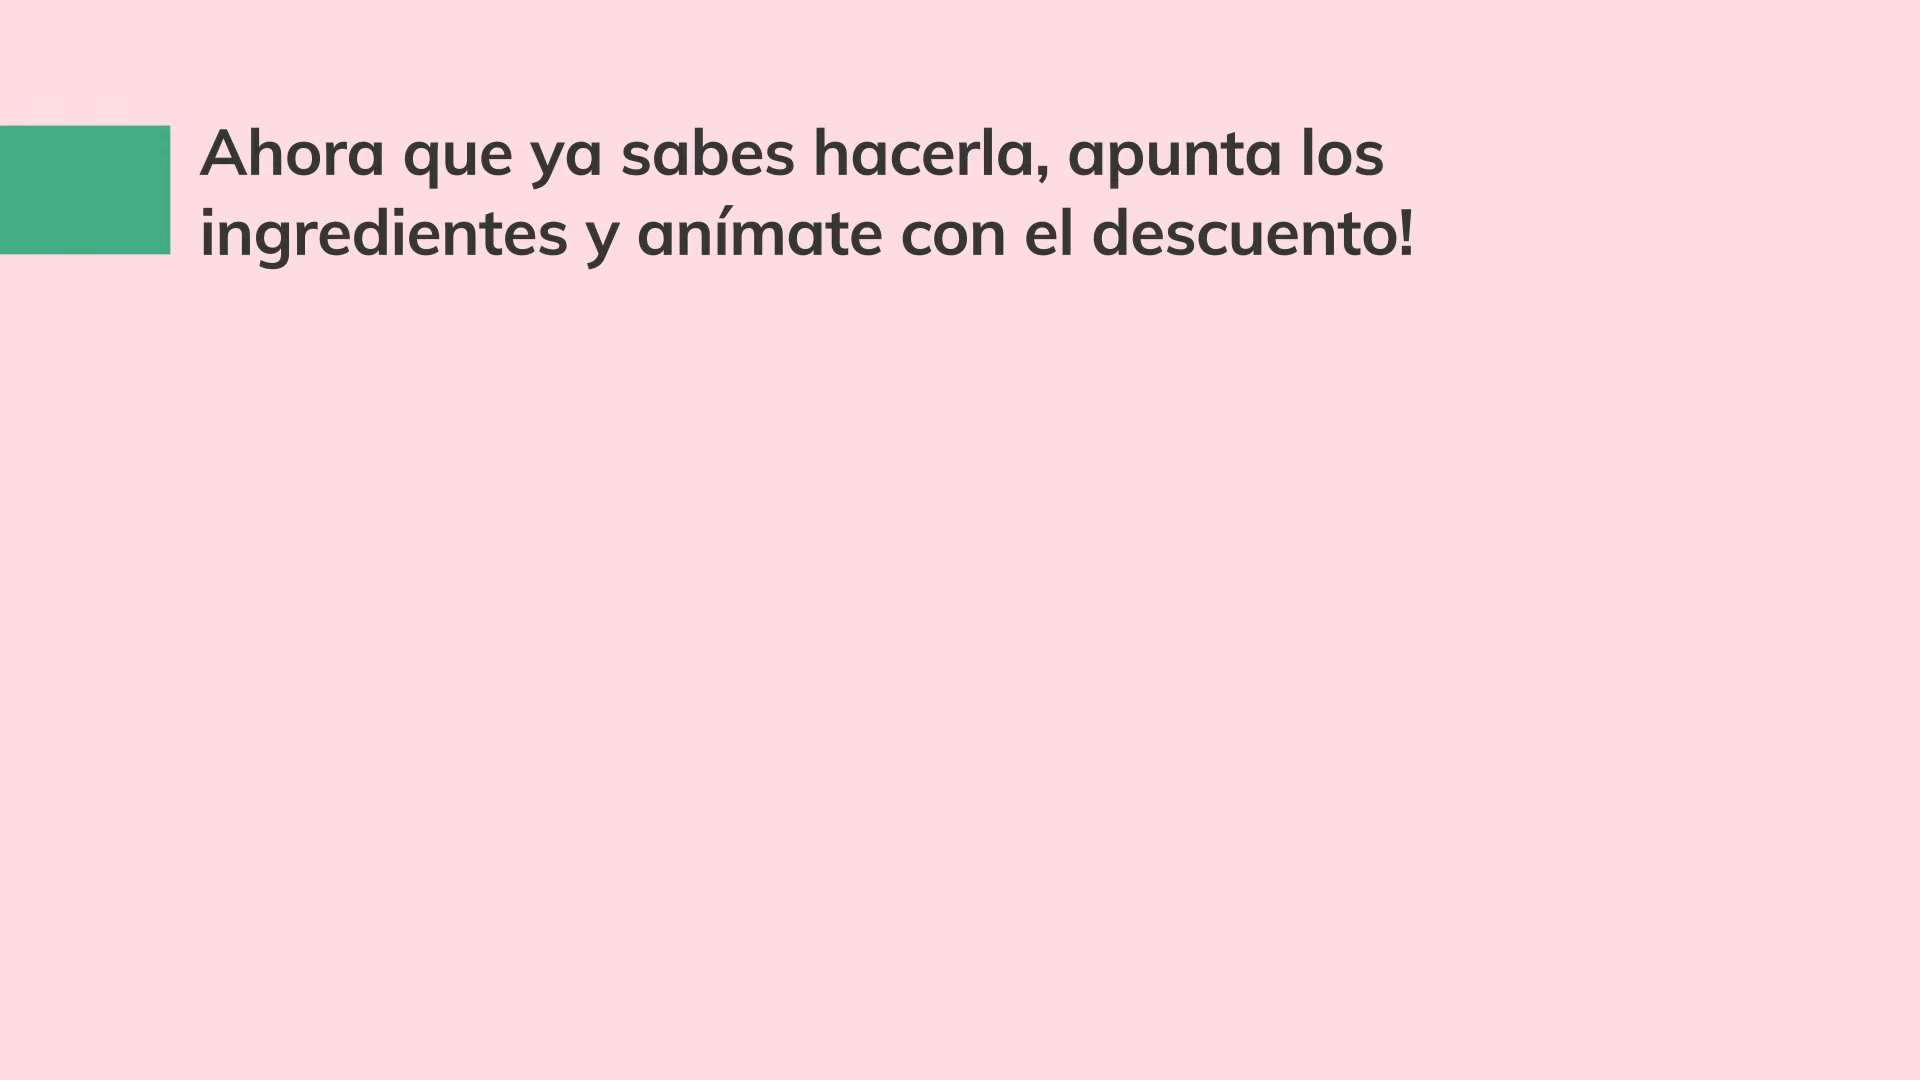 Ahora que ya sabes hacerla, apunta los
ingredientes y anímate con el descuento!